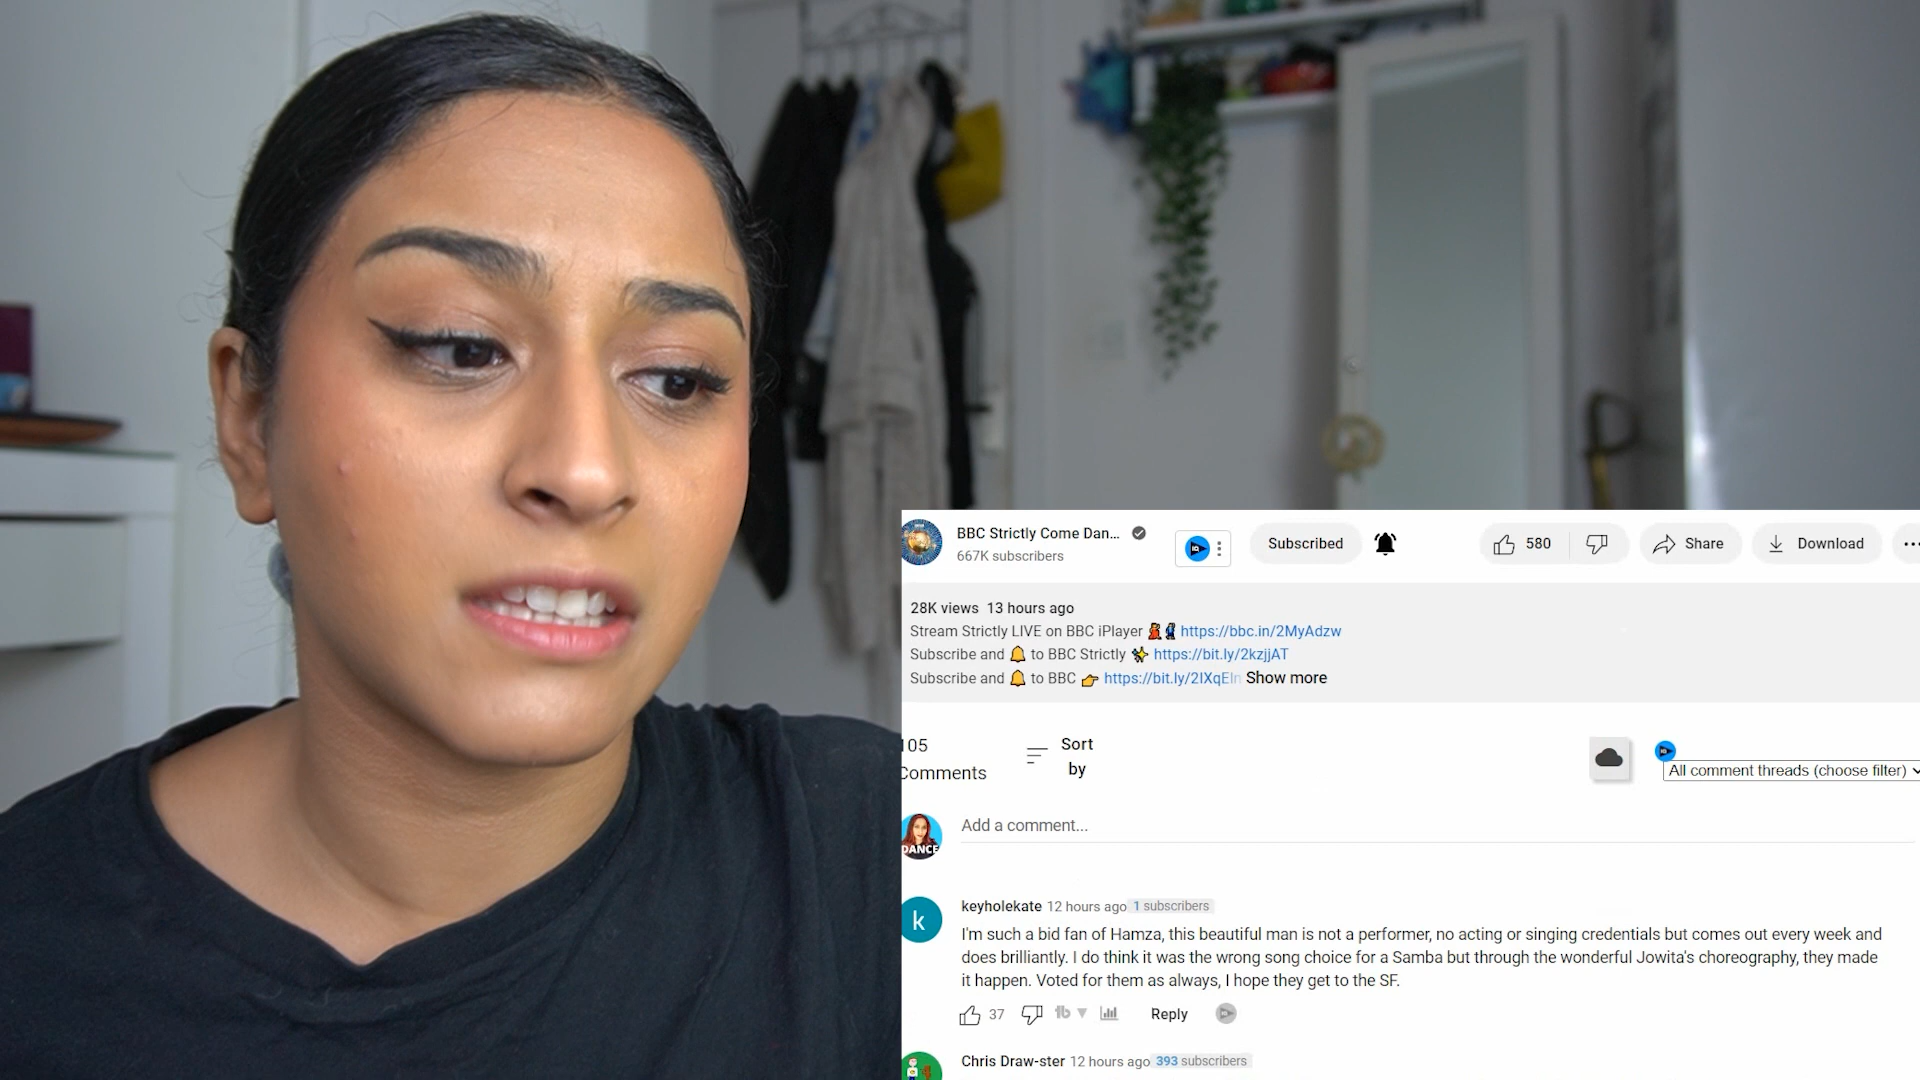 BBC Strictly Come Dan...
667K subscribers
Subscribed
580
Share
Download
28K views 13 hours ago
Stream Strictly LIVE on BBC iPlayer 💃🕺 https://bbc.in/2MyAdzw
Subscribe and 🔔 to BBC Strictly ✨ https://bit.ly/2kzjjAT
Subscribe and 🔔 to BBC 👉 https://bit.ly/2IXqEIn Show more
105
Comments
Sort
by
All comment threads (choose filter)
DANCE
Add a comment...
k
keyholekate 12 hours ago 1 subscribers
I'm such a bid fan of Hamza, this beautiful man is not a performer, no acting or singing credentials but comes out every week and
does brilliantly. I do think it was the wrong song choice for a Samba but through the wonderful Jowita's choreography, they made
it happen. Voted for them as always, I hope they get to the SF.
37
Reply
Chris Draw-ster 12 hours ago 393 subscribers